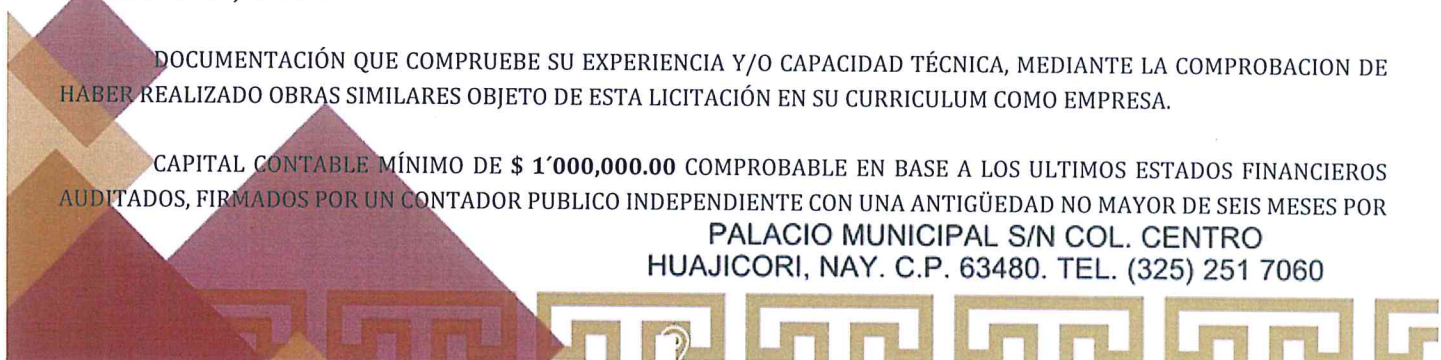 DOCUMENTACIÓN QUE COMPRUEBE SU EXPERIENCIA Y/O CAPACIDAD TÉCNICA, MEDIANTE LA COMPROBACION DE
HABER REALIZADO OBRAS SIMILARES OBJETO DE ESTA LICITACIÓN EN SU CURRICULUM COMO EMPRESA.
CAPITAL CONTABLE MÍNIMO DE $ 1´000,000.00 COMPROBABLE EN BASE A LOS ULTIMOS ESTADOS FINANCIEROS
AUDITADOS, FIRMADOS POR UN CONTADOR PUBLICO INDEPENDIENTE CON UNA ANTIGÜEDAD NO MAYOR DE SEIS MESES POR
PALACIO MUNICIPAL S/N COL. CENTRO
HUAJICORI, NAY. C.P. 63480. TEL. (325) 251 7060